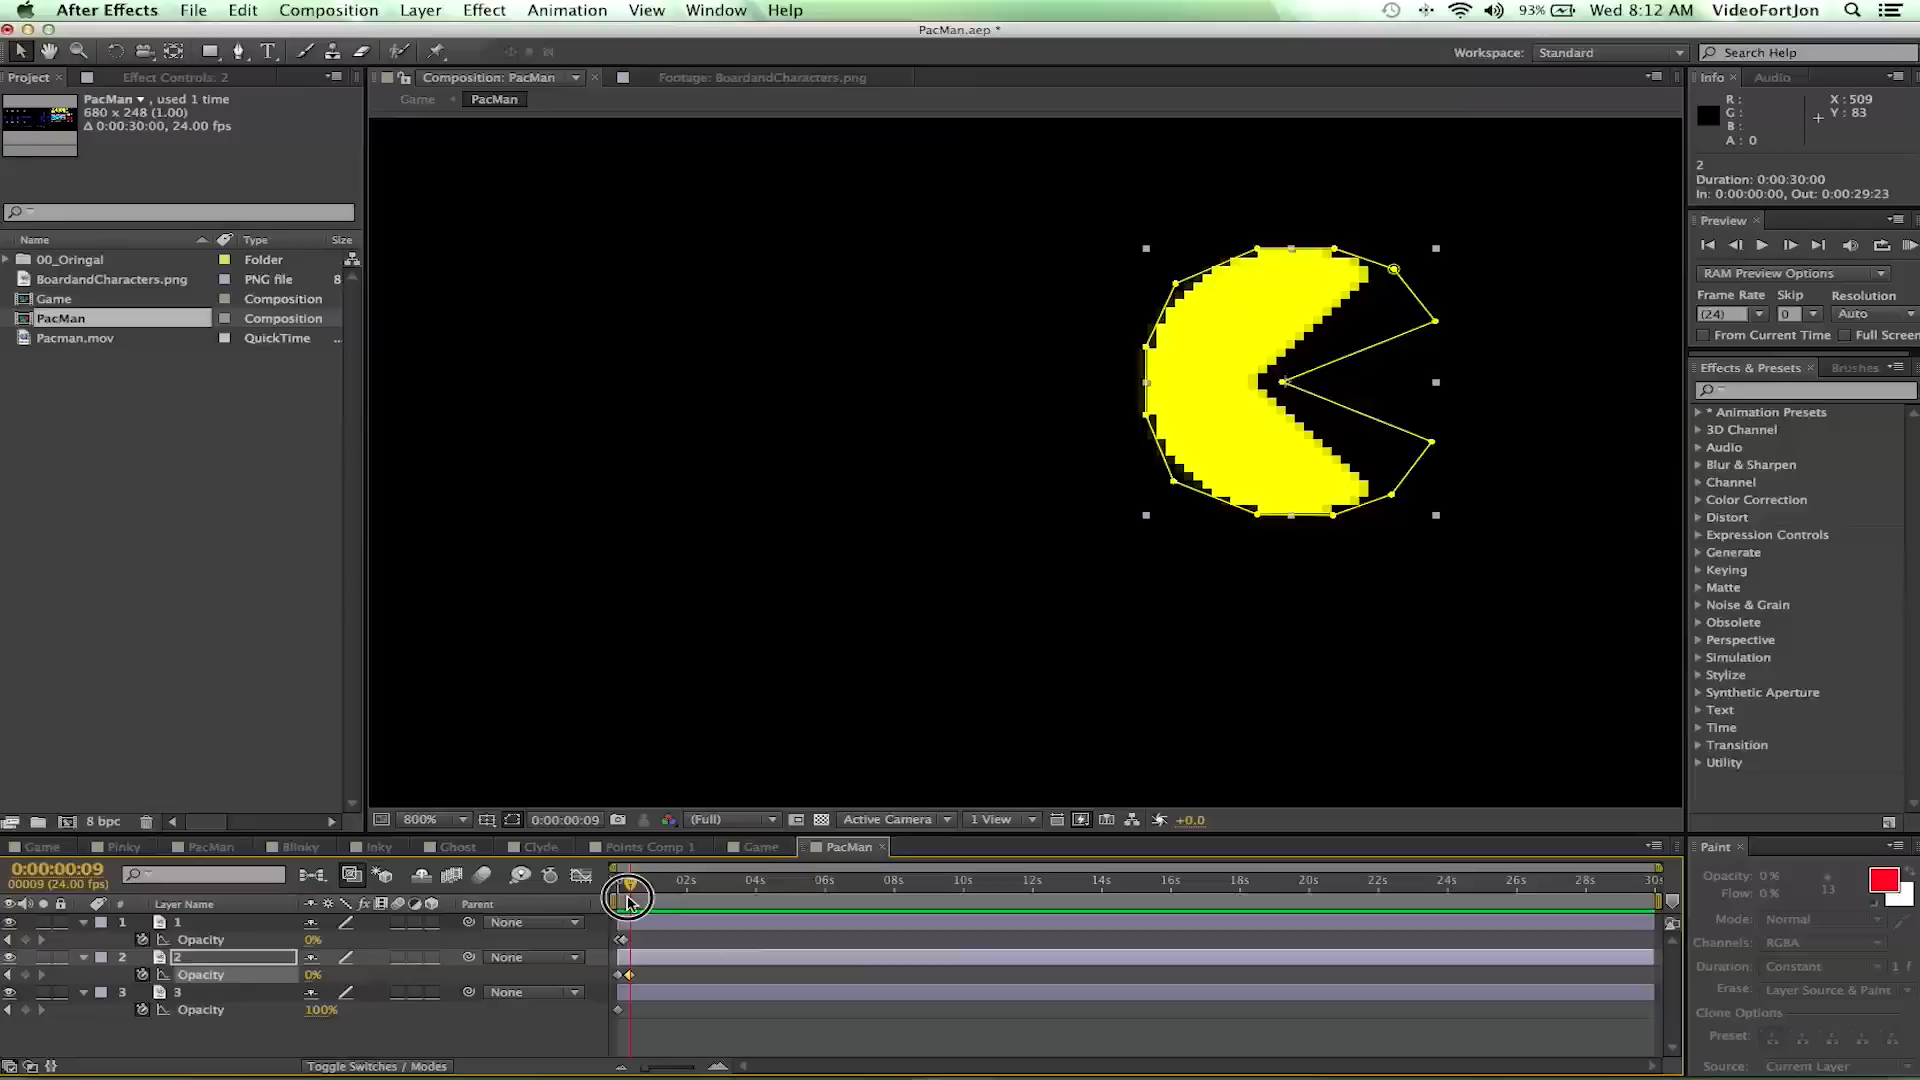 After Effects File Edit Composition Layer Effect Animation View Window Help 93% Wed 8:12 AM VideoFortJon
PacMan.aep *
Workspace: Standard Search Help
Project × Effect Controls: 2
PacMan ▾, used 1 time
680 x 248 (1.00)
Δ 0:00:30:00, 24.00 fps
Name Type Size
00_Oringal Folder
BoardandCharacters.png PNG file 8
Game Composition
PacMan Composition
Pacman.mov QuickTime ...
8 bpc
Composition: PacMan × Footage: BoardandCharacters.png
Game PacMan
800% 0:00:00:09 (Full) Active Camera 1 View +0.0
Info × Audio
R : X : 509
G : Y : 83
B :
A : 0
2
Duration: 0:00:30:00
In: 0:00:00:00, Out: 0:00:29:23
Preview ×
RAM Preview Options
Frame Rate Skip Resolution
(24) 0 Auto
From Current Time Full Screen
Effects & Presets × Brushes
* Animation Presets
3D Channel
Audio
Blur & Sharpen
Channel
Color Correction
Distort
Expression Controls
Generate
Keying
Matte
Noise & Grain
Obsolete
Perspective
Simulation
Stylize
Synthetic Aperture
Text
Time
Transition
Utility
Game Pinky PacMan Blinky Inky Ghost Clyde Points Comp 1 Game PacMan ×
0:00:00:09
00009 (24.00 fps)
02s 04s 06s 08s 10s 12s 14s 16s 18s 20s 22s 24s 26s 28s 30s
# Layer Name fx Parent
1 1 None
Opacity 0%
2 2 None
Opacity 0%
3 3 None
Opacity 100%
Toggle Switches / Modes
Paint ×
Opacity: 0 %
Flow: 0 % 13
Mode: Normal
Channels: RGBA
Duration: Constant 1 f
Erase: Layer Source & Paint
Clone Options
Preset:
Source: Current Layer